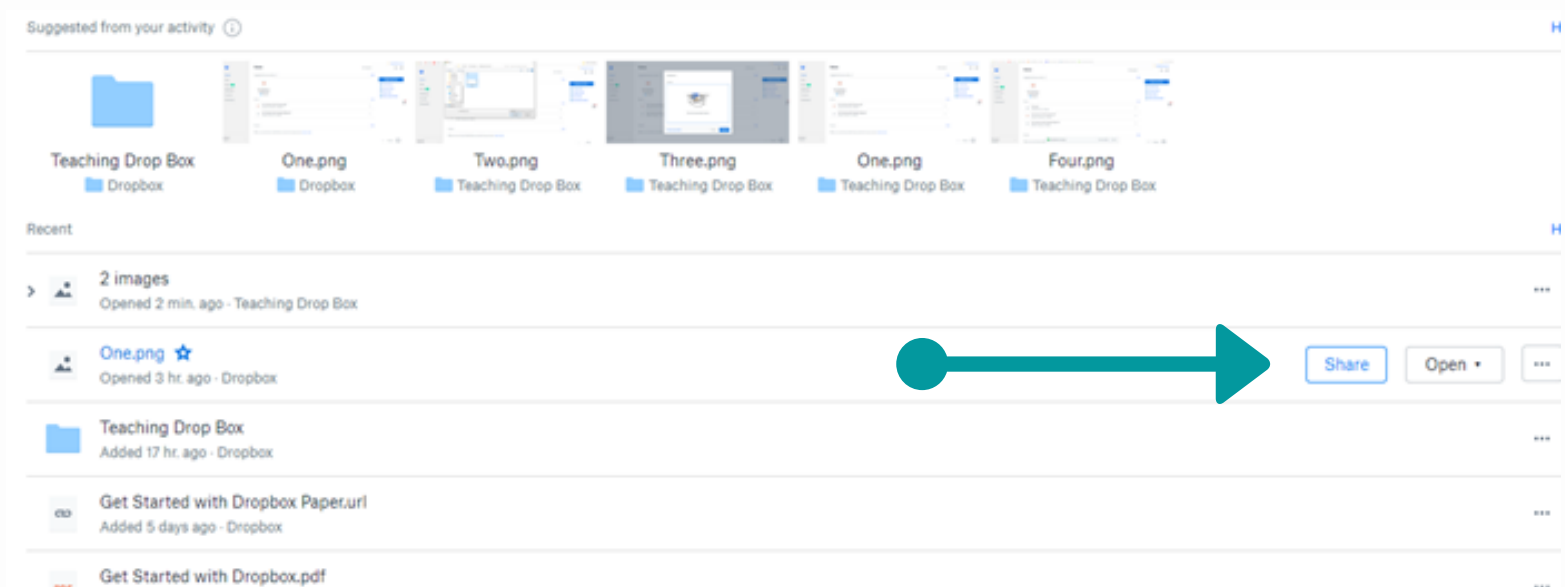 Suggested from your activity
H
Teaching Drop Box
Dropbox
One.png
Dropbox
Two.png
Teaching Drop Box
Three.png
Teaching Drop Box
One.png
Teaching Drop Box
Four.png
Teaching Drop Box
Recent
H
2 images
Opened 2 min. ago · Teaching Drop Box
One.png
Opened 3 hr. ago · Dropbox
Share
Open
Teaching Drop Box
Added 17 hr. ago · Dropbox
Get Started with Dropbox Paper.url
Added 5 days ago · Dropbox
Get Started with Dropbox.pdf